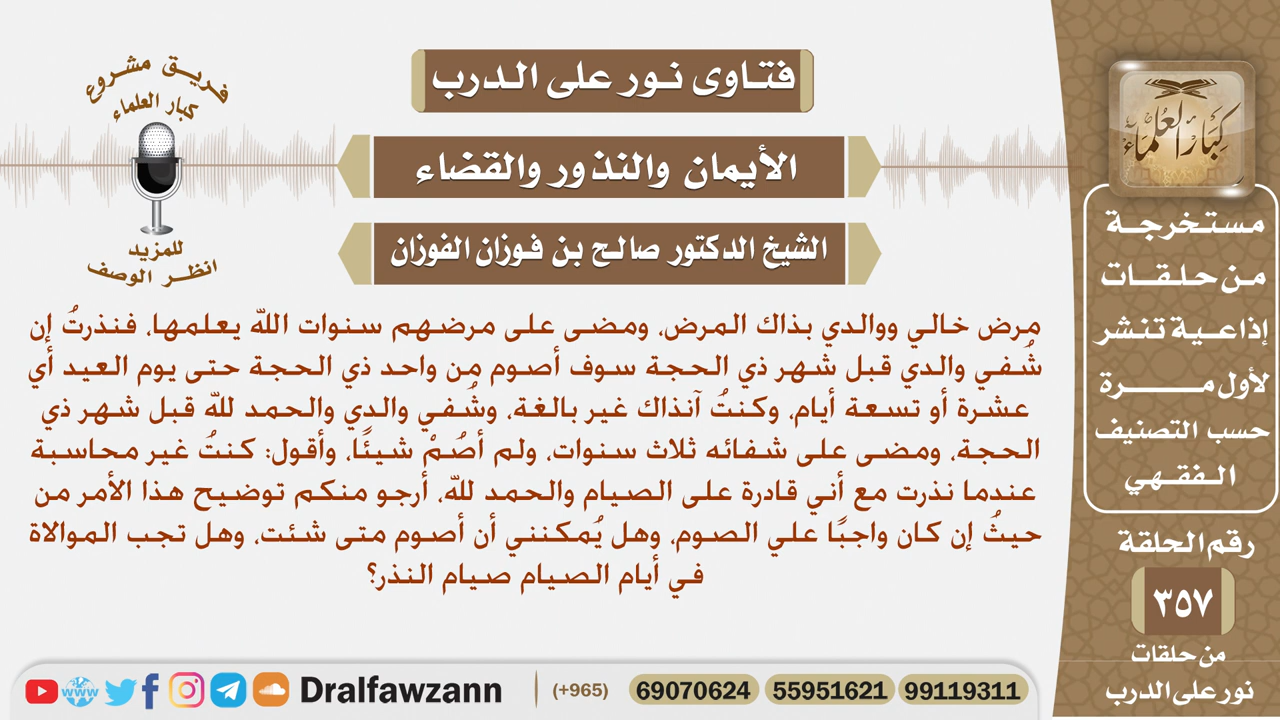 فتاوى نور على الدرب
الأيمان والنذور والقضاء
الشيخ الدكتور صالح بن فوزان الفوزان
فريق مشروع
كبار العلماء
للمزيد
انظر الوصف
مرض خالي ووالدي بذاك المرض، ومضى على مرضهم سنوات الله يعلمها، فنذرتُ إن
شُفي والدي قبل شهر ذي الحجة سوف أصوم من واحد ذي الحجة حتى يوم العيد أي
عشرة أو تسعة أيام، وكنتُ آنذاك غير بالغة، وشُفي والدي والحمد لله قبل شهر ذي
الحجة، ومضى على شفائه ثلاث سنوات، ولم أصُمْ شيئًا، وأقول: كنتُ غير محاسبة
عندما نذرت مع أني قادرة على الصيام والحمد لله، أرجو منكم توضيح هذا الأمر من
حيثُ إن كان واجبًا علي الصوم، وهل يُمكنني أن أصوم متى شئت، وهل تجب الموالاة
في أيام الصيام صيام النذر؟
كبار العلماء
مستخرجة
من حلقات
إذاعية تنشر
لأول مرة
حسب التصنيف
الفقهي
رقم الحلقة
٣٥٧
من حلقات
نور على الدرب
www
Dralfawzann
(+965)
69070624
55951621
99119311